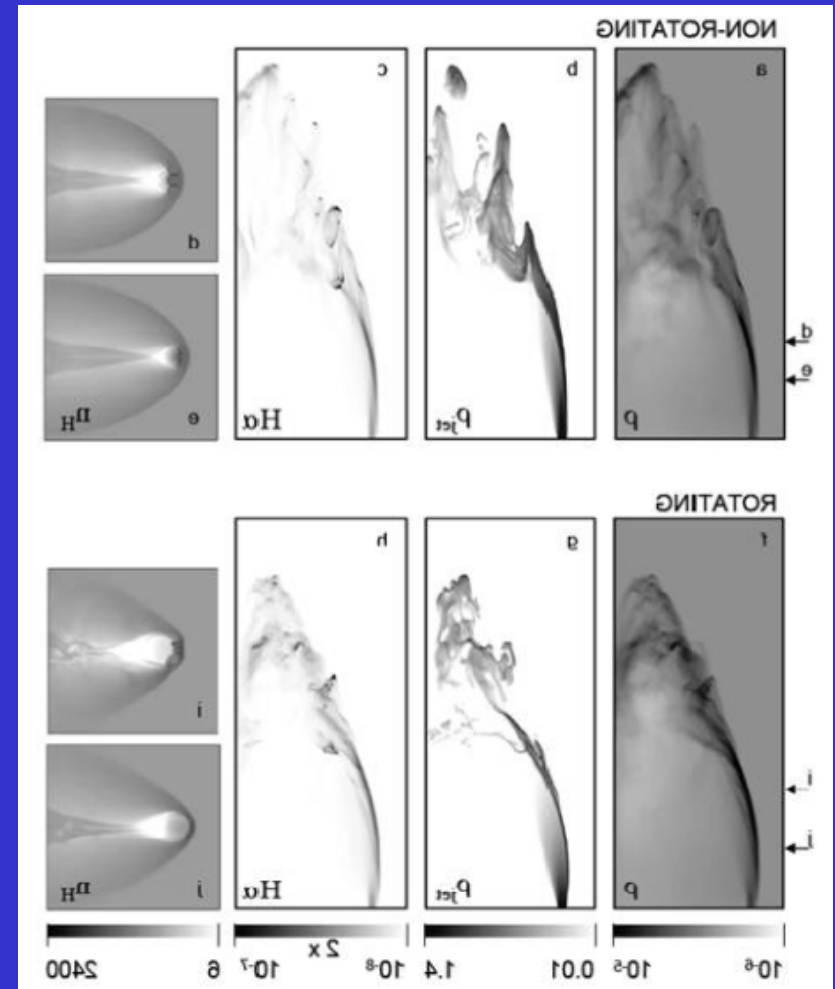 NON-ROTATING
a b c
d
d
e
ρ ρjet Hα e nH
ROTATING
f g h
i
i
j
ρ ρjet Hα j nH
2 x
10-6 10-5 0.01 1.4 10-8 10-7 6 2400